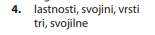 4. lastnosti, svojini, vrsti
tri, svojilne